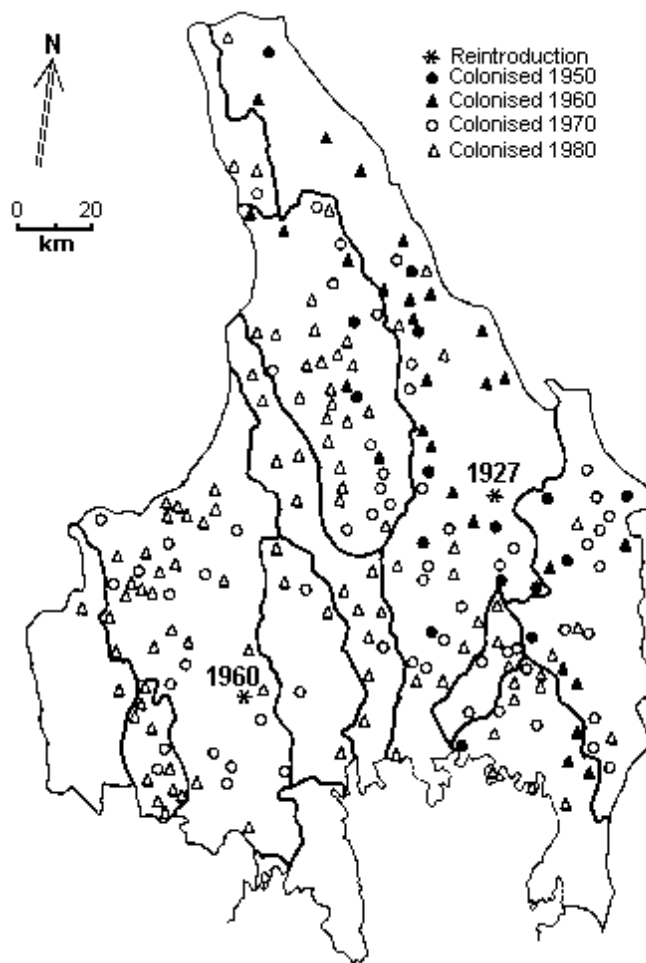 N
Reintroduction
Colonised 1950
Colonised 1960
Colonised 1970
Colonised 1980
0 20
km
1927
1960